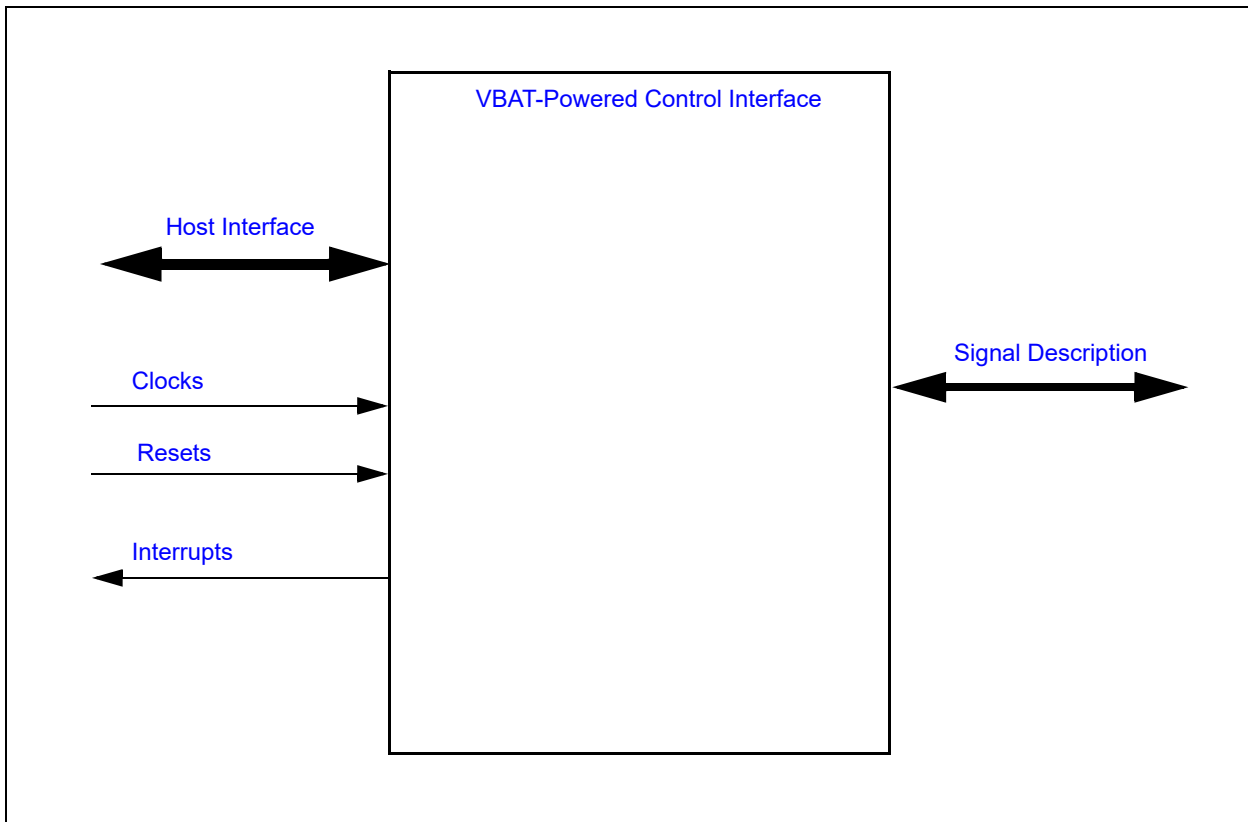 VBAT-Powered Control Interface
Host Interface
Signal Description
Clocks
Resets
Interrupts